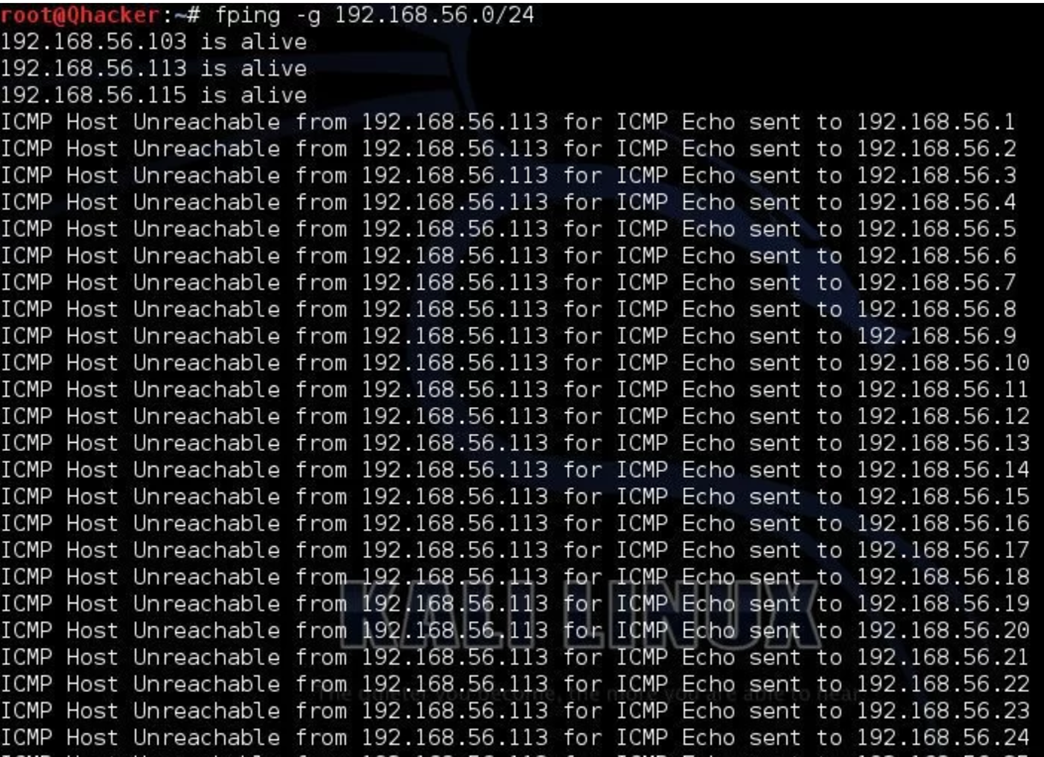 root@Qhacker:~# fping -g 192.168.56.0/24
192.168.56.103 is alive
192.168.56.113 is alive
192.168.56.115 is alive
ICMP Host Unreachable from 192.168.56.113 for ICMP Echo sent to 192.168.56.1
ICMP Host Unreachable from 192.168.56.113 for ICMP Echo sent to 192.168.56.2
ICMP Host Unreachable from 192.168.56.113 for ICMP Echo sent to 192.168.56.3
ICMP Host Unreachable from 192.168.56.113 for ICMP Echo sent to 192.168.56.4
ICMP Host Unreachable from 192.168.56.113 for ICMP Echo sent to 192.168.56.5
ICMP Host Unreachable from 192.168.56.113 for ICMP Echo sent to 192.168.56.6
ICMP Host Unreachable from 192.168.56.113 for ICMP Echo sent to 192.168.56.7
ICMP Host Unreachable from 192.168.56.113 for ICMP Echo sent to 192.168.56.8
ICMP Host Unreachable from 192.168.56.113 for ICMP Echo sent to 192.168.56.9
ICMP Host Unreachable from 192.168.56.113 for ICMP Echo sent to 192.168.56.10
ICMP Host Unreachable from 192.168.56.113 for ICMP Echo sent to 192.168.56.11
ICMP Host Unreachable from 192.168.56.113 for ICMP Echo sent to 192.168.56.12
ICMP Host Unreachable from 192.168.56.113 for ICMP Echo sent to 192.168.56.13
ICMP Host Unreachable from 192.168.56.113 for ICMP Echo sent to 192.168.56.14
ICMP Host Unreachable from 192.168.56.113 for ICMP Echo sent to 192.168.56.15
ICMP Host Unreachable from 192.168.56.113 for ICMP Echo sent to 192.168.56.16
ICMP Host Unreachable from 192.168.56.113 for ICMP Echo sent to 192.168.56.17
ICMP Host Unreachable from 192.168.56.113 for ICMP Echo sent to 192.168.56.18
ICMP Host Unreachable from 192.168.56.113 for ICMP Echo sent to 192.168.56.19
KALI LINUX
ICMP Host Unreachable from 192.168.56.113 for ICMP Echo sent to 192.168.56.20
ICMP Host Unreachable from 192.168.56.113 for ICMP Echo sent to 192.168.56.21
ICMP Host Unreachable from 192.168.56.113 for ICMP Echo sent to 192.168.56.22
ICMP Host Unreachable from 192.168.56.113 for ICMP Echo sent to 192.168.56.23
ICMP Host Unreachable from 192.168.56.113 for ICMP Echo sent to 192.168.56.24